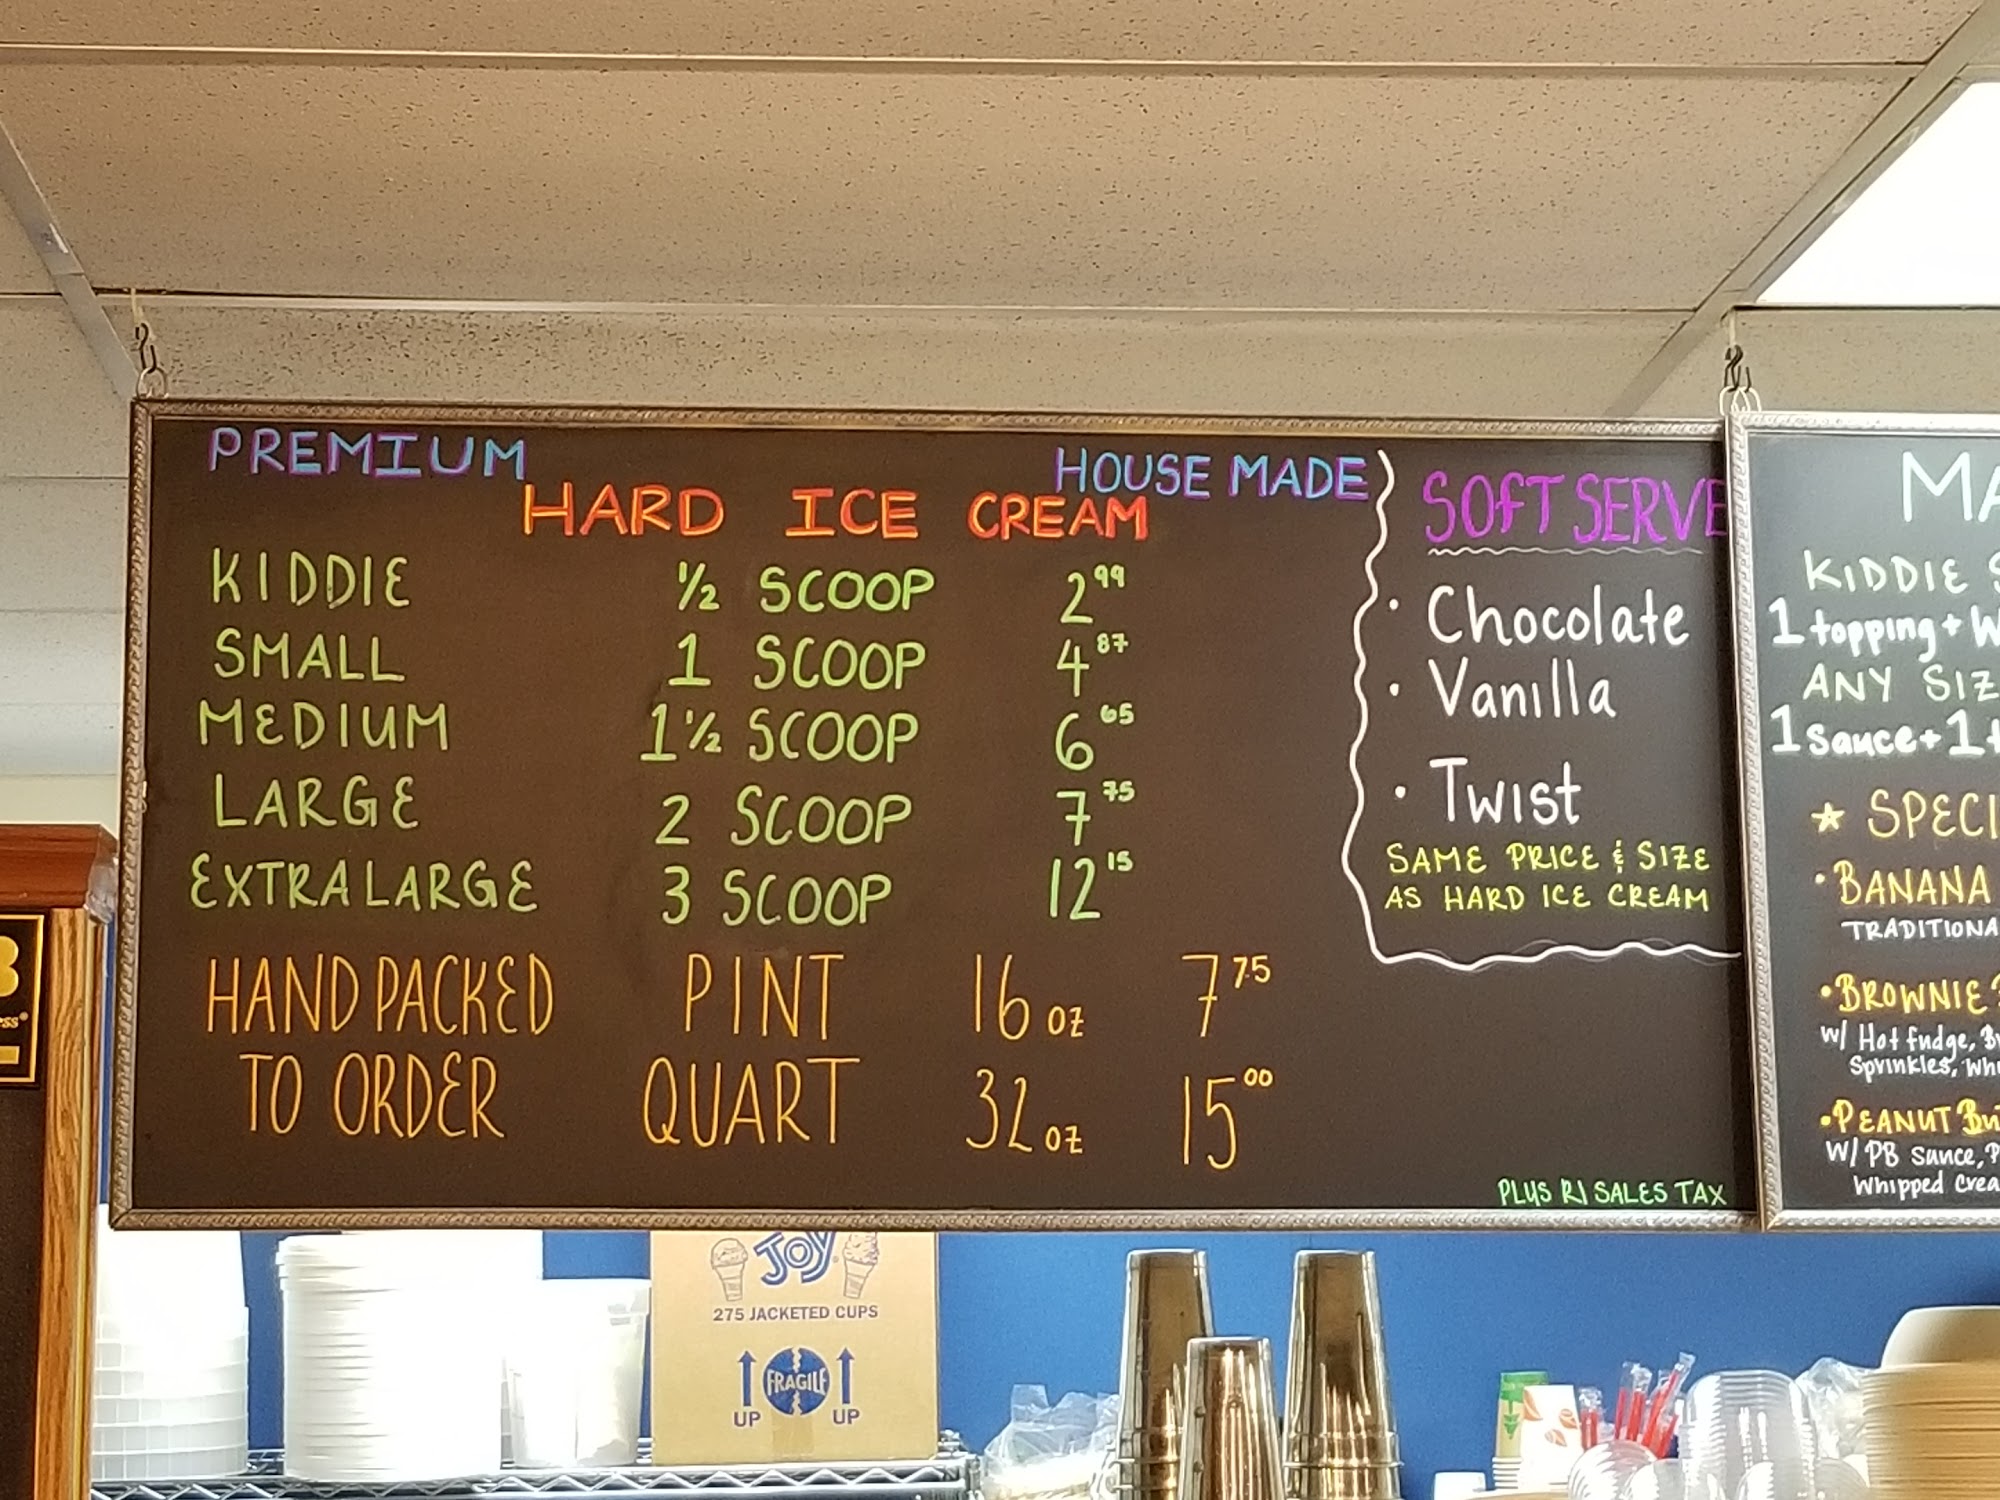 PREMIUM HOUSE MADE
HARD ICE CREAM
KIDDIE ½ SCOOP 2.99
SMALL 1 SCOOP 4.87
MEDIUM 1½ SCOOP 6.65
LARGE 2 SCOOP 7.75
EXTRA LARGE 3 SCOOP 12.15
HAND PACKED PINT 16 oz 7.75
TO ORDER QUART 32 oz 15.00
SOFT SERVE
• Chocolate
• Vanilla
• Twist
SAME PRICE & SIZE
AS HARD ICE CREAM
PLUS RI SALES TAX
KIDDIE
1 topping +
ANY
1 sauce + 1
★
• BANANA
• BROWNIE
w/ Hot fudge,
Sprinkles,
• PEANUT
W/ PB sauce,
Whipped
JOY
275 JACKETED CUPS
FRAGILE
UP UP